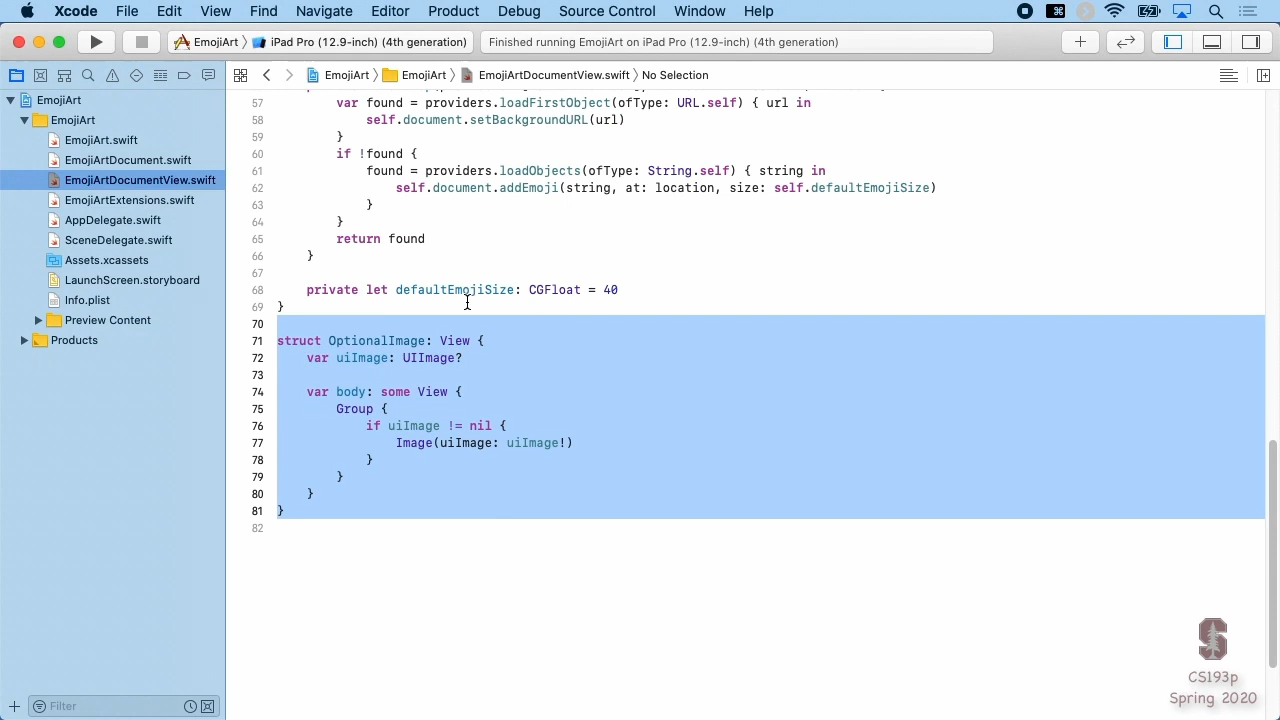 Xcode File Edit View Find Navigate Editor Product Debug Source Control Window Help
EmojiArt iPad Pro (12.9-inch) (4th generation) Finished running EmojiArt on iPad Pro (12.9-inch) (4th generation)
EmojiArt EmojiArt EmojiArtDocumentView.swift No Selection
EmojiArt
EmojiArt
EmojiArt.swift
EmojiArtDocument.swift
EmojiArtDocumentView.swift
EmojiArtExtensions.swift
AppDelegate.swift
SceneDelegate.swift
Assets.xcassets
LaunchScreen.storyboard
Info.plist
Preview Content
Products
Filter
57 var found = providers.loadFirstObject(ofType: URL.self) { url in
58 self.document.setBackgroundURL(url)
59 }
60 if !found {
61 found = providers.loadObjects(ofType: String.self) { string in
62 self.document.addEmoji(string, at: location, size: self.defaultEmojiSize)
63 }
64 }
65 return found
66 }
67
68 private let defaultEmojiSize: CGFloat = 40
69 }
70
71 struct OptionalImage: View {
72 var uiImage: UIImage?
73
74 var body: some View {
75 Group {
76 if uiImage != nil {
77 Image(uiImage: uiImage!)
78 }
79 }
80 }
81 }
82
S
CS193p
Spring 2020